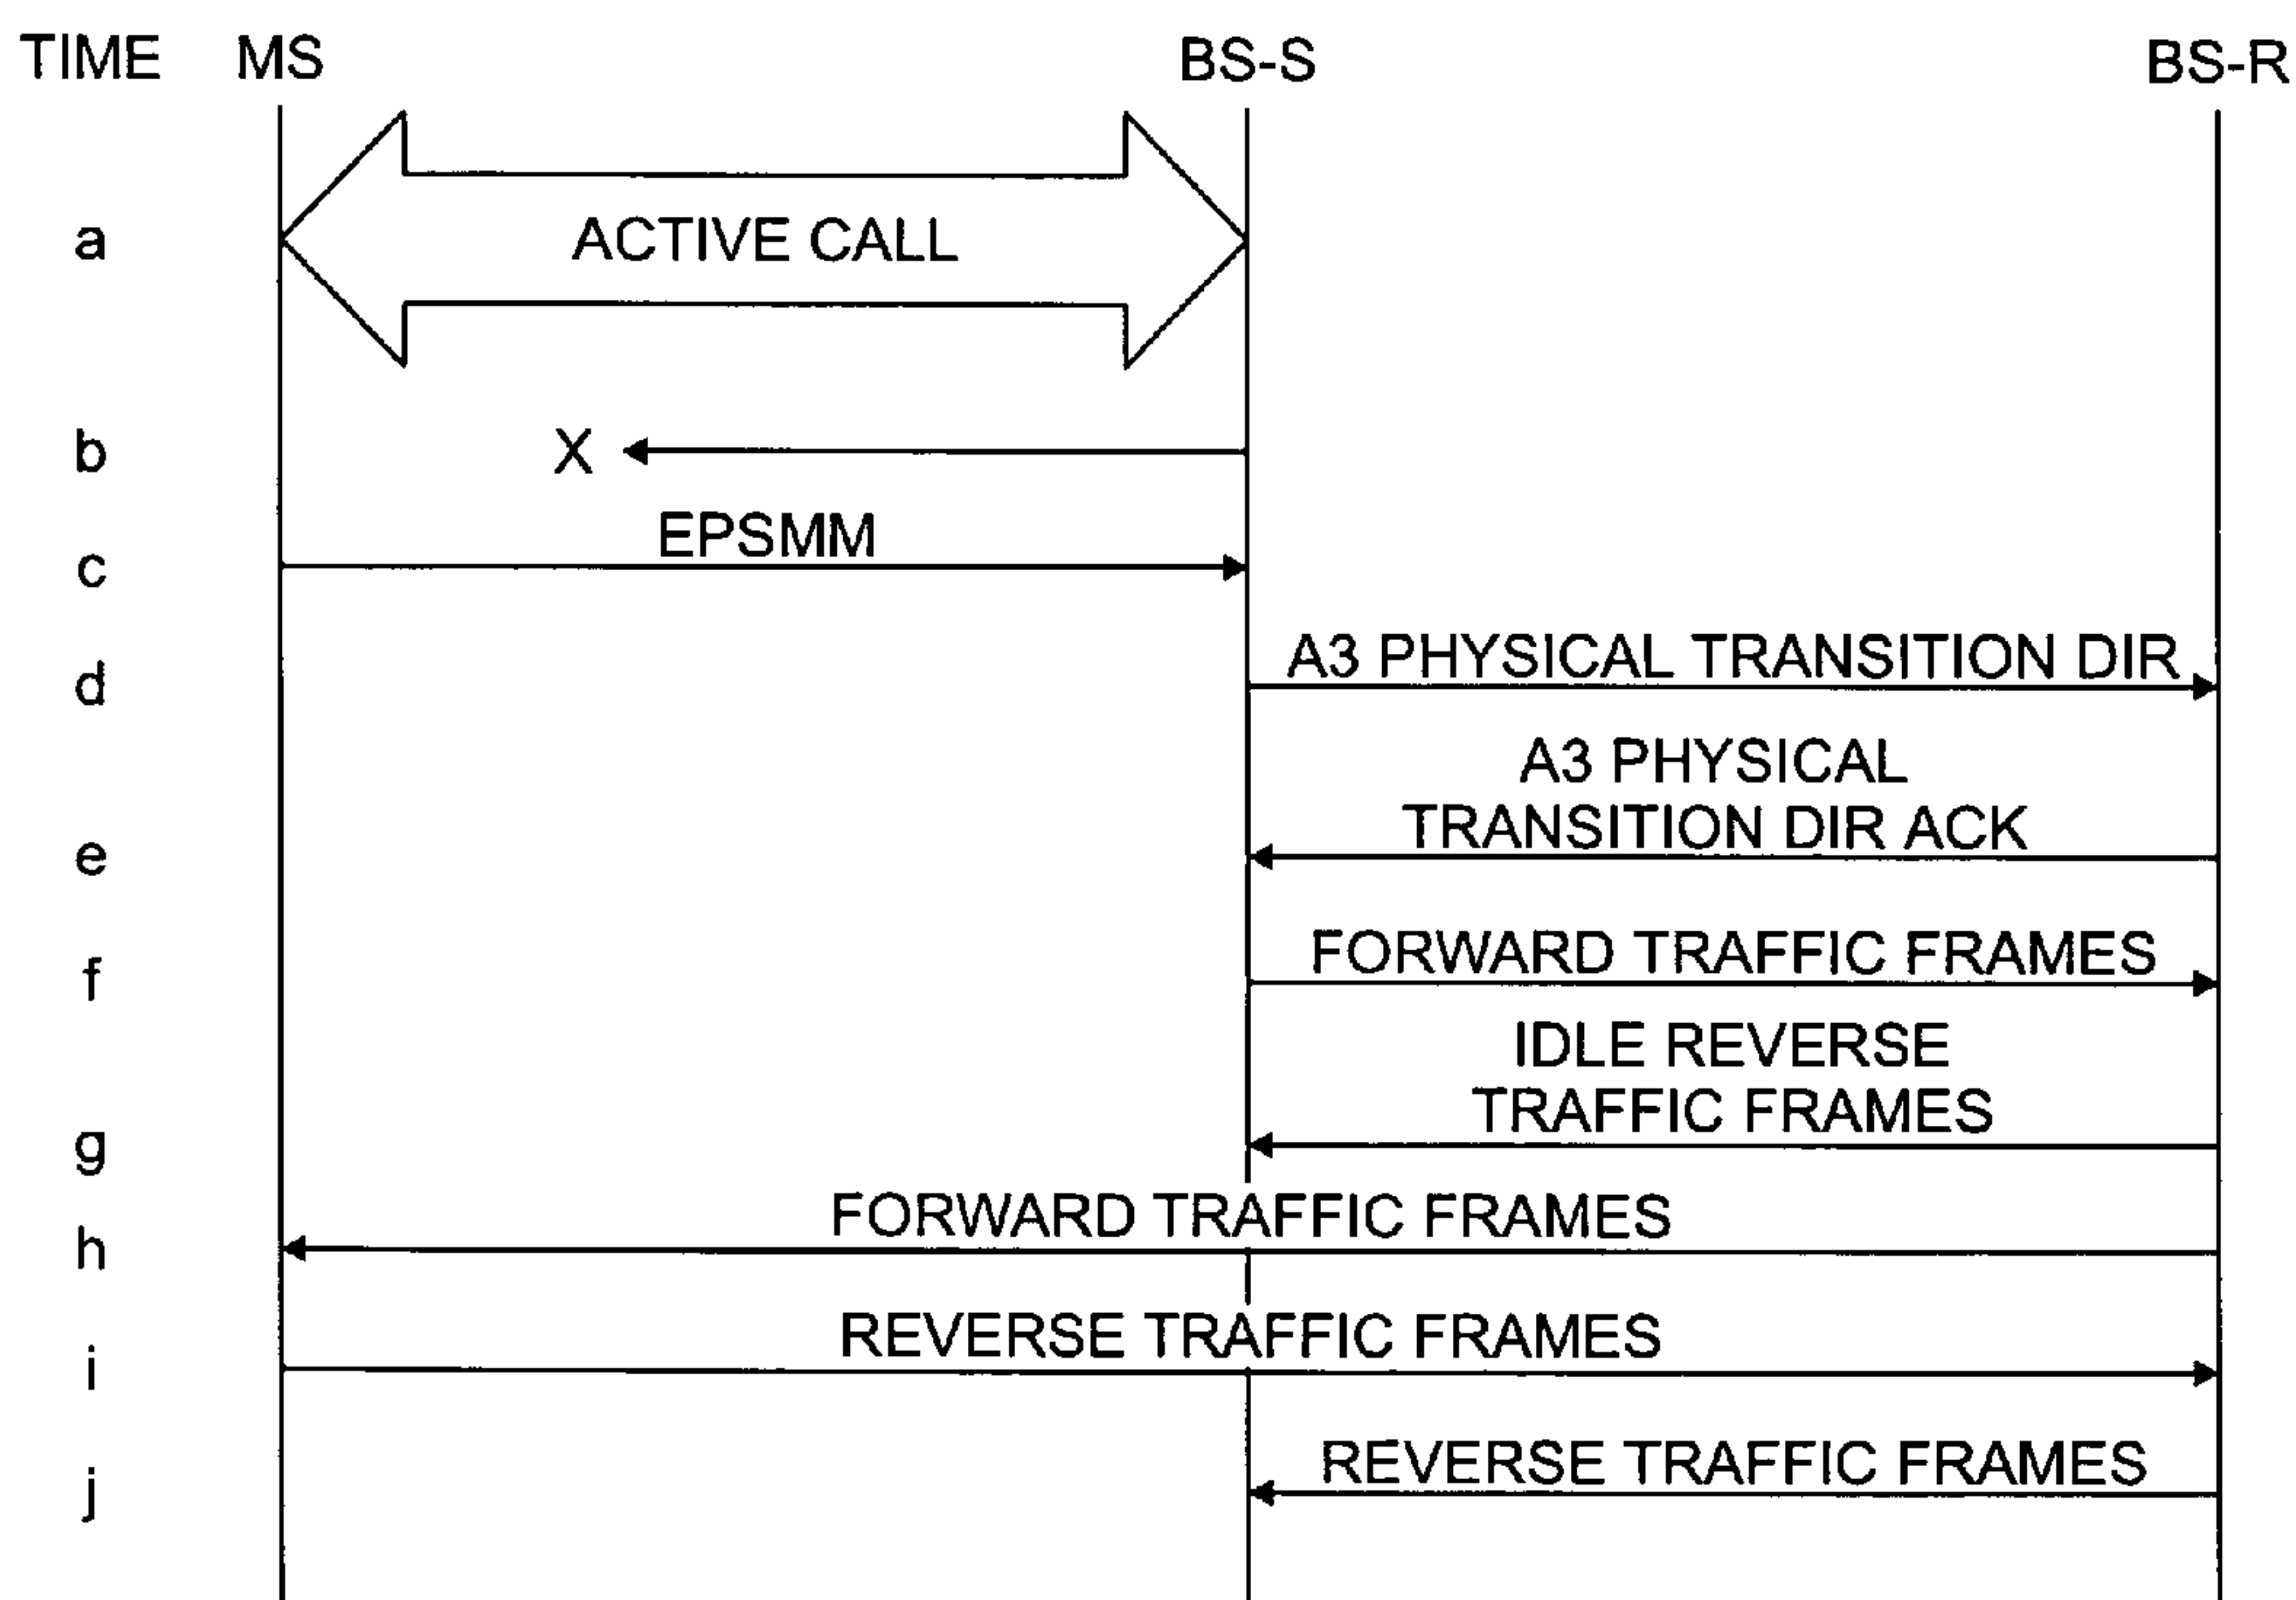 TIME MS BS-S BS-R
a ACTIVE CALL
b X
EPSMM
c
A3 PHYSICAL TRANSITION DIR
d
A3 PHYSICAL
TRANSITION DIR ACK
e
FORWARD TRAFFIC FRAMES
f
IDLE REVERSE
TRAFFIC FRAMES
g
FORWARD TRAFFIC FRAMES
h
REVERSE TRAFFIC FRAMES
i
REVERSE TRAFFIC FRAMES
j